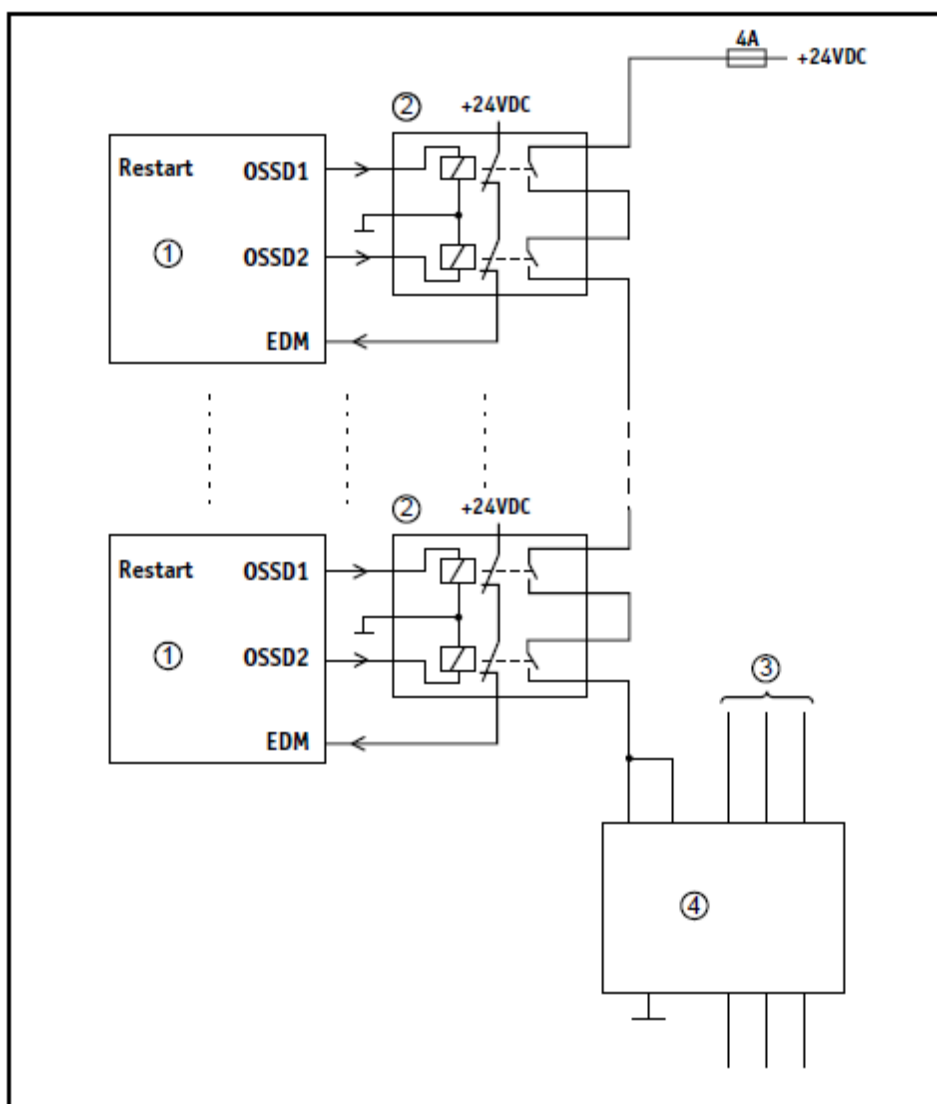 4A
+24VDC
② +24VDC
Restart OSSD1
① OSSD2
EDM
② +24VDC
Restart OSSD1
① OSSD2
EDM
③
④